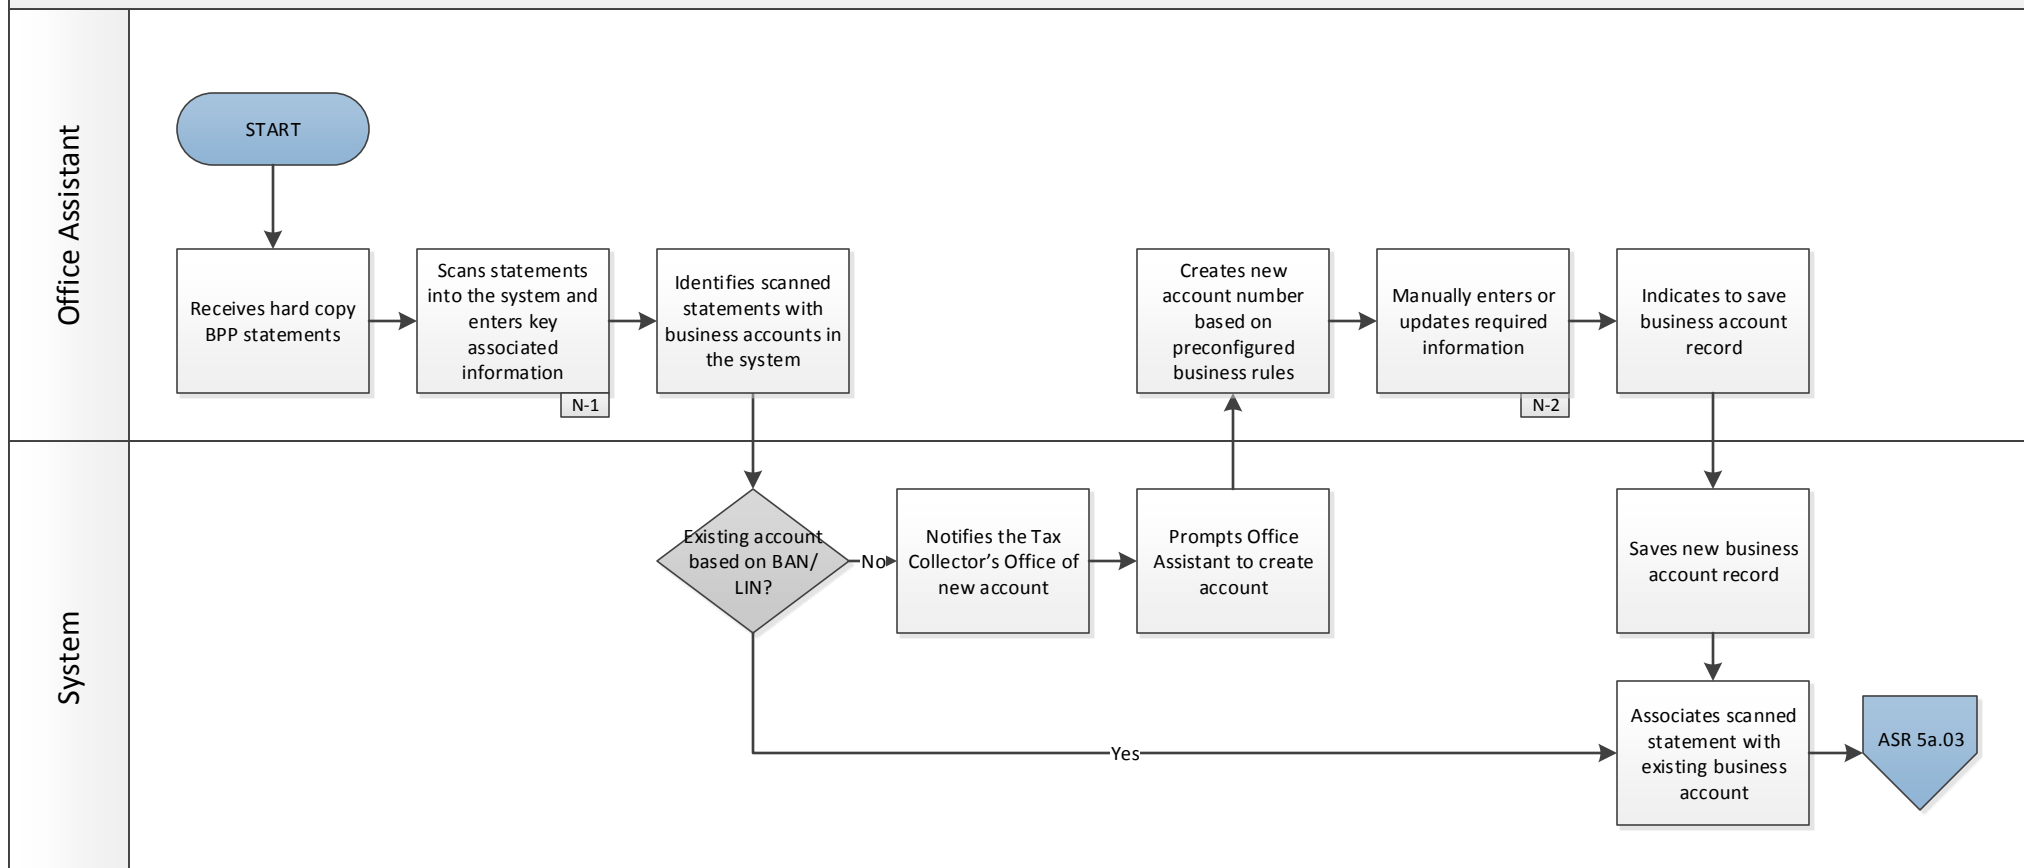 Office Assistant
START
Receives hard copy
BPP statements
Scans statements
into the system and
enters key
associated
information
N-1
Identifies scanned
statements with
business accounts in
the system
Creates new
account number
based on
preconfigured
business rules
Manually enters or
updates required
information
N-2
Indicates to save
business account
record
System
Existing account
based on BAN/
LIN?
No
Notifies the Tax
Collector’s Office of
new account
Prompts Office
Assistant to create
account
Saves new business
account record
Yes
Associates scanned
statement with
existing business
account
ASR 5a.03